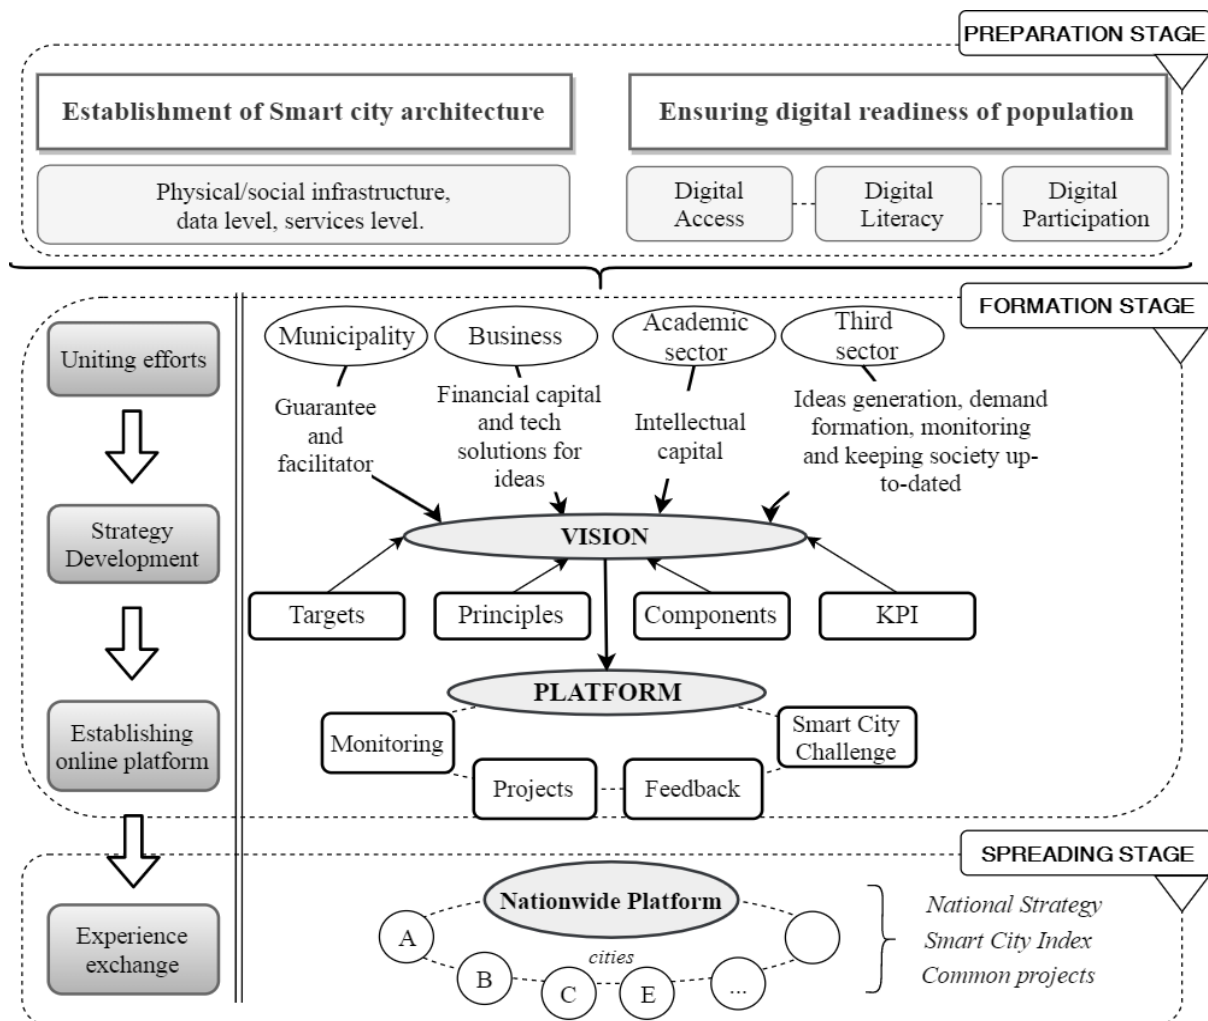 PREPARATION STAGE
Establishment of Smart city architecture
Ensuring digital readiness of population
Physical/social infrastructure,
data level, services level.
Digital
Access
Digital
Literacy
Digital
Participation
FORMATION STAGE
Uniting efforts
Municipality
Business
Academic
sector
Third
sector
Guarantee
and
facilitator
Financial capital
and tech
solutions for
ideas
Intellectual
capital
Ideas generation, demand
formation, monitoring
and keeping society up-
to-dated
Strategy
Development
VISION
Targets
Principles
Components
KPI
Establishing
online platform
PLATFORM
Monitoring
Projects
Feedback
Smart City
Challenge
SPREADING STAGE
Experience
exchange
Nationwide Platform
cities
A
B
C
E
...
National Strategy
Smart City Index
Common projects